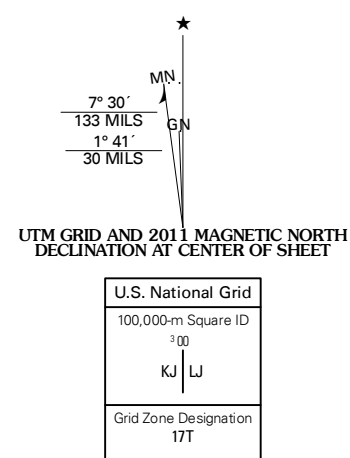 ★
MN
7° 30´
133 MILS
GN
1° 41´
30 MILS
UTM GRID AND 2011 MAGNETIC NORTH
DECLINATION AT CENTER OF SHEET
U.S. National Grid
100,000-m Square ID
³00
KJ LJ
Grid Zone Designation
17T